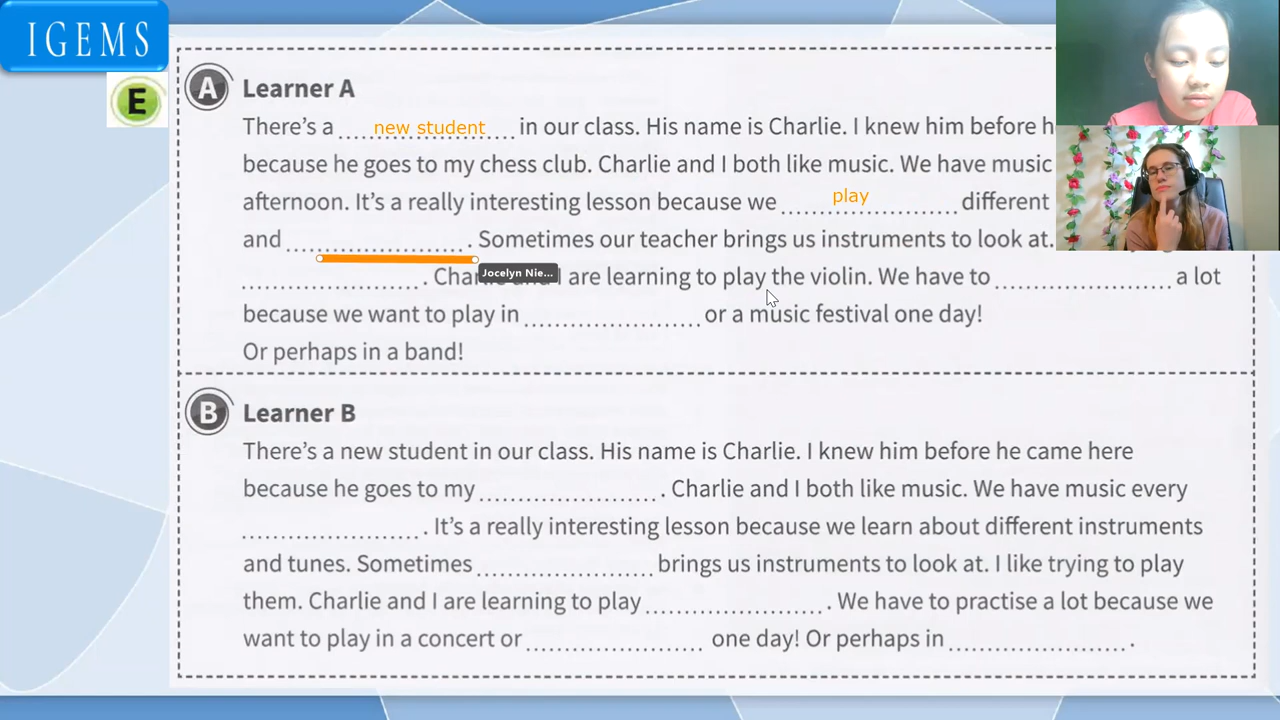 IGEMS
E
A Learner A
There's a new student in our class. His name is Charlie. I knew him before h
because he goes to my chess club. Charlie and I both like music. We have music
afternoon. It's a really interesting lesson because we play different
and .................... . Sometimes our teacher brings us instruments to look at.
Jocelyn Nie...
.................... . Charlie and I are learning to play the violin. We have to .................... a lot
because we want to play in .................... or a music festival one day!
Or perhaps in a band!
B Learner B
There's a new student in our class. His name is Charlie. I knew him before he came here
because he goes to my .................... . Charlie and I both like music. We have music every
.................... . It's a really interesting lesson because we learn about different instruments
and tunes. Sometimes .................... brings us instruments to look at. I like trying to play
them. Charlie and I are learning to play .................... . We have to practise a lot because we
want to play in a concert or .................... one day! Or perhaps in .................... .